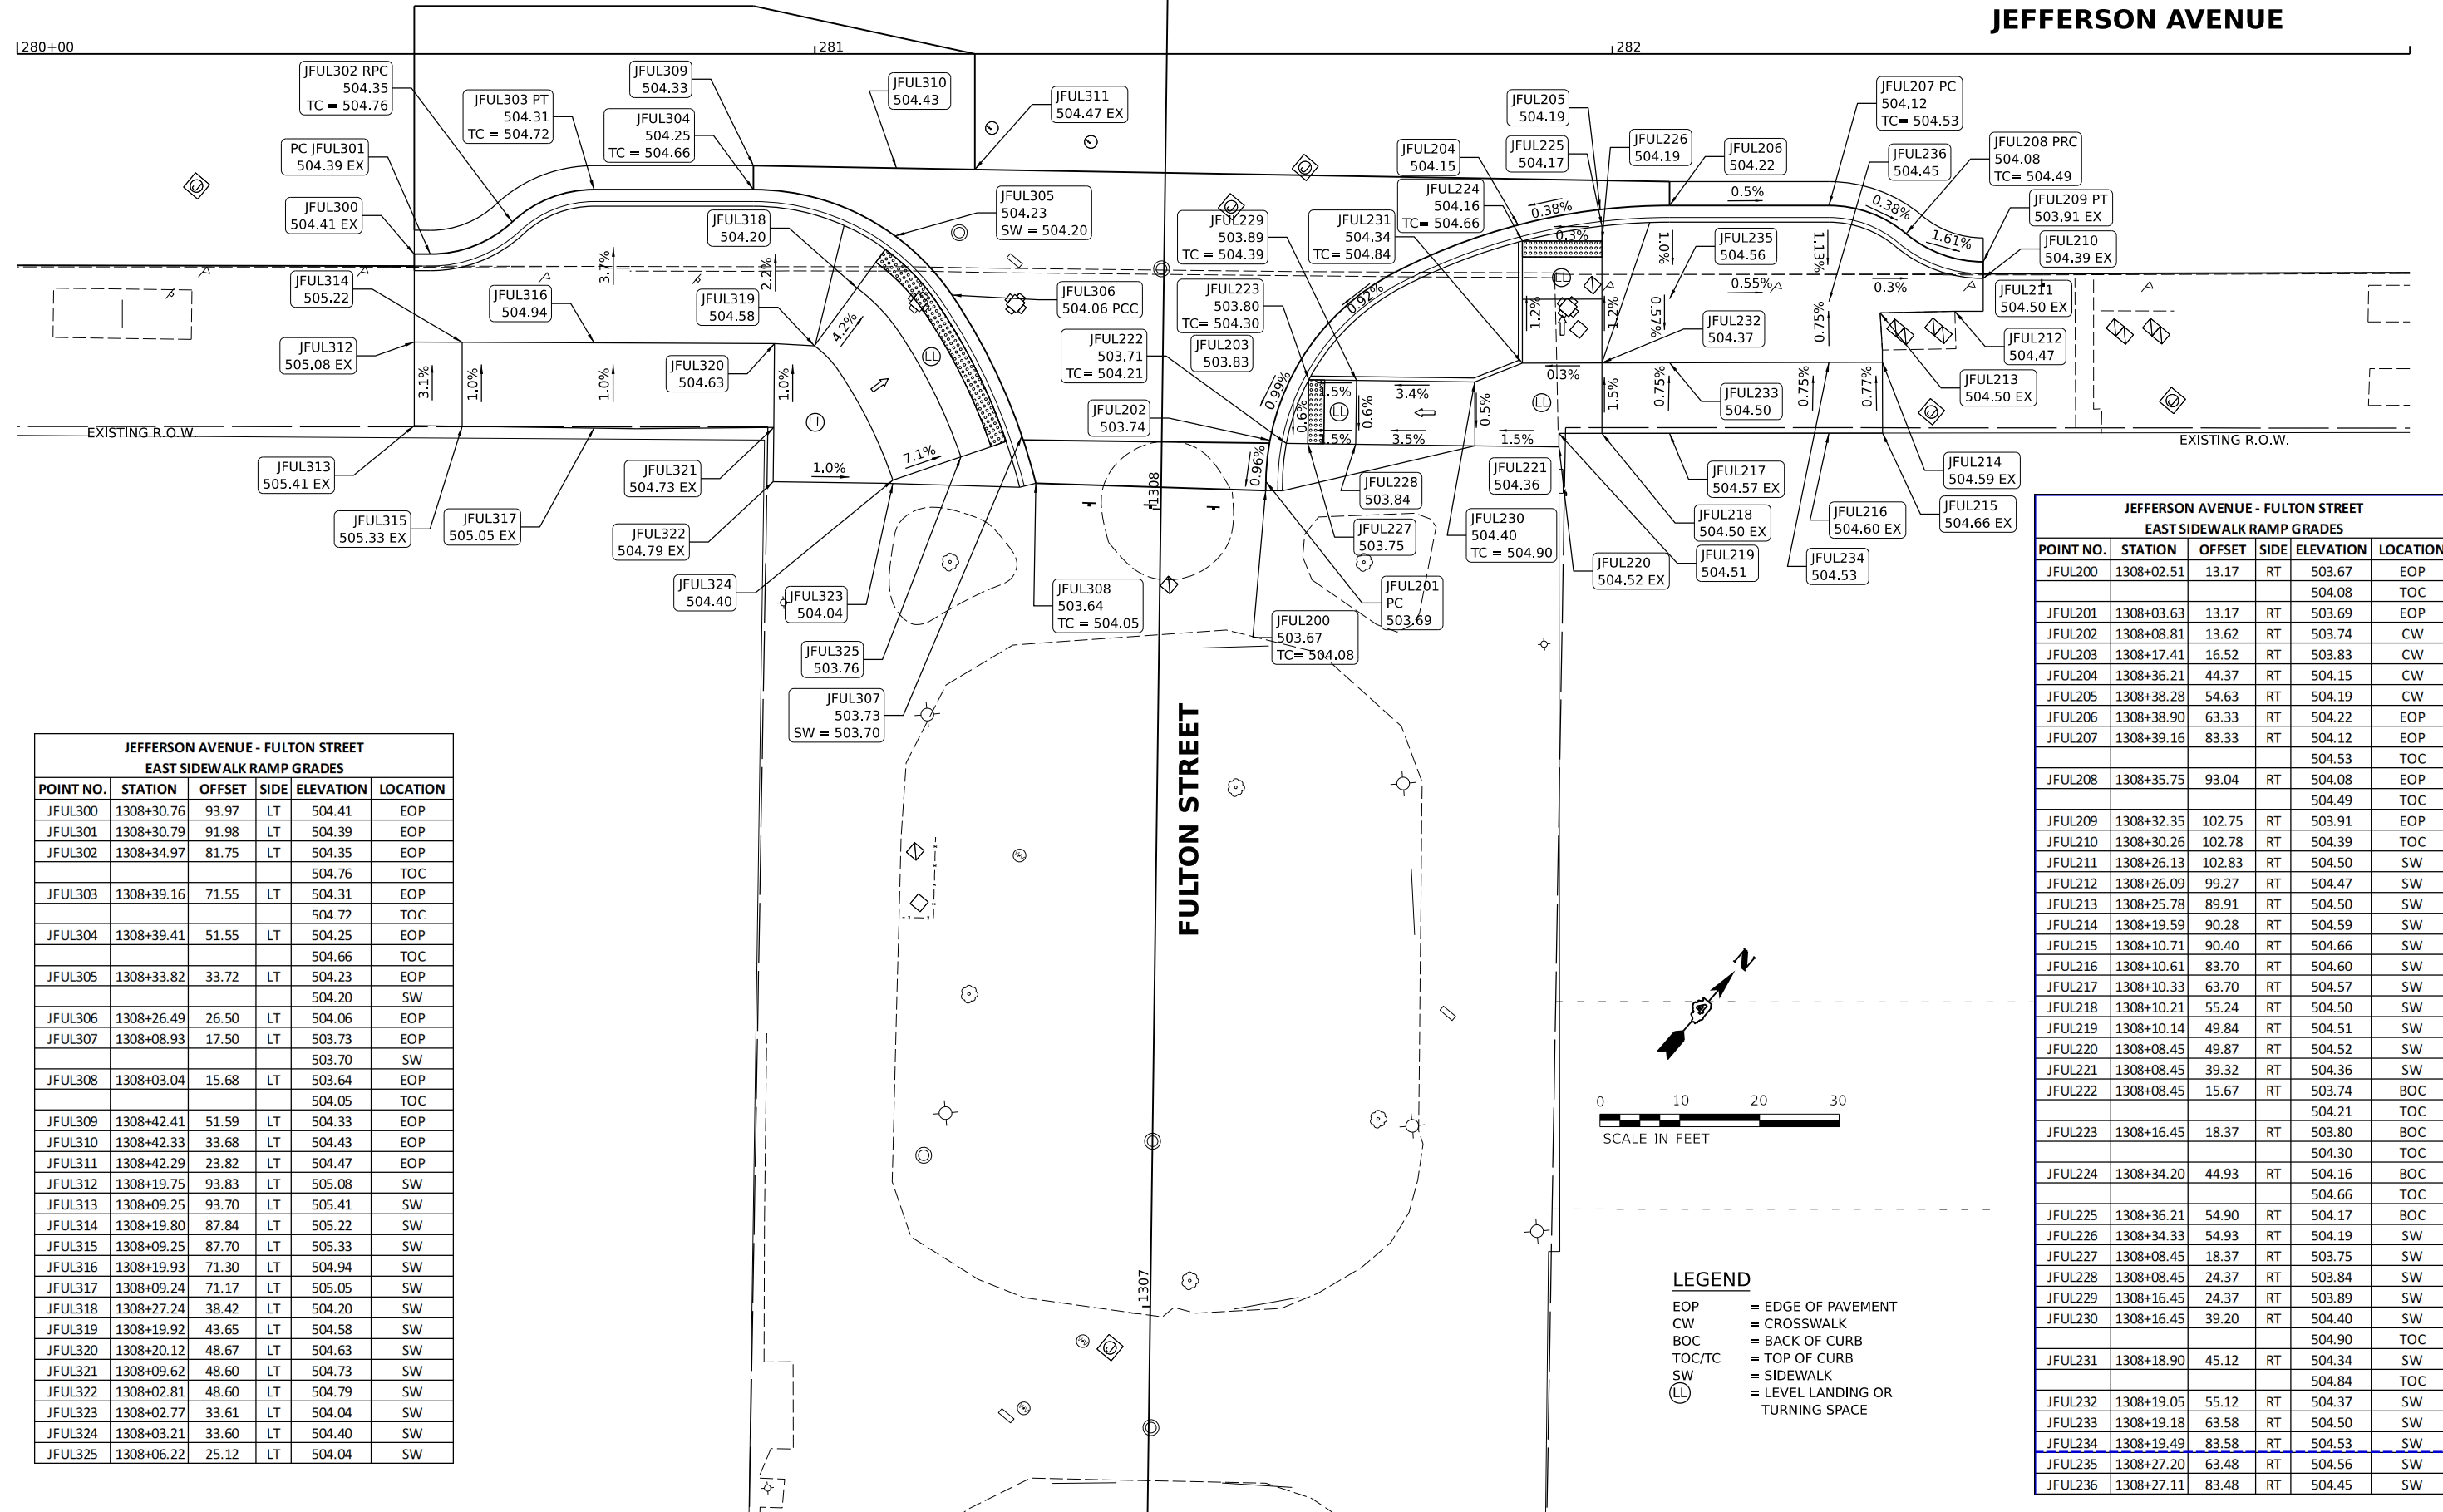 JEFFERSON AVENUE
280+00
281
282
JFUL302 RPC
504.35
TC = 504.76
JFUL303 PT
504.31
TC = 504.72
JFUL309
504.33
JFUL304
504.25
TC = 504.66
JFUL310
504.43
JFUL311
504.47 EX
PC JFUL301
504.39 EX
JFUL300
504.41 EX
JFUL305
504.23
SW = 504.20
JFUL318
504.20
JFUL314
505.22
JFUL316
504.94
JFUL319
504.58
JFUL306
504.06 PCC
JFUL312
505.08 EX
JFUL320
504.63
3.7%
2.2%
4.2%
3.1%
1.0%
1.0%
1.0%
7.1%
1.0%
LL
LL
EXISTING R.O.W.
JFUL313
505.41 EX
JFUL321
504.73 EX
JFUL315
505.33 EX
JFUL317
505.05 EX
JFUL322
504.79 EX
JFUL324
504.40
JFUL323
504.04
JFUL325
503.76
JFUL307
503.73
SW = 503.70
JFUL308
503.64
TC = 504.05
JFUL205
504.19
JFUL204
504.15
JFUL225
504.17
JFUL226
504.19
JFUL206
504.22
JFUL207 PC
504.12
TC= 504.53
JFUL236
504.45
JFUL208 PRC
504.08
TC= 504.49
JFUL209 PT
503.91 EX
JFUL210
504.39 EX
JFUL224
504.16
TC= 504.66
JFUL229
503.89
TC = 504.39
JFUL231
504.34
TC = 504.84
JFUL235
504.56
JFUL223
503.80
TC= 504.30
JFUL222
503.71
TC= 504.21
JFUL203
503.83
JFUL202
503.74
JFUL232
504.37
JFUL211
504.50 EX
JFUL212
504.47
JFUL213
504.50 EX
JFUL233
504.50
0.5%
0.38%
0.38%
1.61%
0.3%
1.0%
1.13%
0.55%
0.3%
0.92%
1.2%
1.2%
0.57%
0.75%
0.99%
1.5%
3.4%
0.3%
0.6%
0.6%
0.5%
1.5%
0.75%
0.75%
0.77%
1.5%
3.5%
1.5%
0.96%
LL
LL
LL
EXISTING R.O.W.
JFUL221
504.36
JFUL228
503.84
JFUL227
503.75
JFUL230
504.40
TC = 504.90
JFUL217
504.57 EX
JFUL214
504.59 EX
JFUL218
504.50 EX
JFUL216
504.60 EX
JFUL215
504.66 EX
JFUL220
504.52 EX
JFUL219
504.51
JFUL234
504.53
JFUL201
PC
503.69
JFUL200
503.67
TC= 504.08
1308
1307
FULTON STREET
JEFFERSON AVENUE - FULTON STREET
EAST SIDEWALK RAMP GRADES
POINT NO. STATION OFFSET SIDE ELEVATION LOCATION
JFUL300 1308+30.76 93.97 LT 504.41 EOP
JFUL301 1308+30.79 91.98 LT 504.39 EOP
JFUL302 1308+34.97 81.75 LT 504.35 EOP
504.76 TOC
JFUL303 1308+39.16 71.55 LT 504.31 EOP
504.72 TOC
JFUL304 1308+39.41 51.55 LT 504.25 EOP
504.66 TOC
JFUL305 1308+33.82 33.72 LT 504.23 EOP
504.20 SW
JFUL306 1308+26.49 26.50 LT 504.06 EOP
JFUL307 1308+08.93 17.50 LT 503.73 EOP
503.70 SW
JFUL308 1308+03.04 15.68 LT 503.64 EOP
504.05 TOC
JFUL309 1308+42.41 51.59 LT 504.33 EOP
JFUL310 1308+42.33 33.68 LT 504.43 EOP
JFUL311 1308+42.29 23.82 LT 504.47 EOP
JFUL312 1308+19.75 93.83 LT 505.08 SW
JFUL313 1308+09.25 93.70 LT 505.41 SW
JFUL314 1308+19.80 87.84 LT 505.22 SW
JFUL315 1308+09.25 87.70 LT 505.33 SW
JFUL316 1308+19.93 71.30 LT 504.94 SW
JFUL317 1308+09.24 71.17 LT 505.05 SW
JFUL318 1308+27.24 38.42 LT 504.20 SW
JFUL319 1308+19.92 43.65 LT 504.58 SW
JFUL320 1308+20.12 48.67 LT 504.63 SW
JFUL321 1308+09.62 48.60 LT 504.73 SW
JFUL322 1308+02.81 48.60 LT 504.79 SW
JFUL323 1308+02.77 33.61 LT 504.04 SW
JFUL324 1308+03.21 33.60 LT 504.40 SW
JFUL325 1308+06.22 25.12 LT 504.04 SW
JEFFERSON AVENUE - FULTON STREET
EAST SIDEWALK RAMP GRADES
POINT NO. STATION OFFSET SIDE ELEVATION LOCATION
JFUL200 1308+02.51 13.17 RT 503.67 EOP
504.08 TOC
JFUL201 1308+03.63 13.17 RT 503.69 EOP
JFUL202 1308+08.81 13.62 RT 503.74 CW
JFUL203 1308+17.41 16.52 RT 503.83 CW
JFUL204 1308+36.21 44.37 RT 504.15 CW
JFUL205 1308+38.28 54.63 RT 504.19 CW
JFUL206 1308+38.90 63.33 RT 504.22 EOP
JFUL207 1308+39.16 83.33 RT 504.12 EOP
504.53 TOC
JFUL208 1308+35.75 93.04 RT 504.08 EOP
504.49 TOC
JFUL209 1308+32.35 102.75 RT 503.91 EOP
JFUL210 1308+30.26 102.78 RT 504.39 TOC
JFUL211 1308+26.13 102.83 RT 504.50 SW
JFUL212 1308+26.09 99.27 RT 504.47 SW
JFUL213 1308+25.78 89.91 RT 504.50 SW
JFUL214 1308+19.59 90.28 RT 504.59 SW
JFUL215 1308+10.71 90.40 RT 504.66 SW
JFUL216 1308+10.61 83.70 RT 504.60 SW
JFUL217 1308+10.33 63.70 RT 504.57 SW
JFUL218 1308+10.21 55.24 RT 504.50 SW
JFUL219 1308+10.14 49.84 RT 504.51 SW
JFUL220 1308+08.45 49.87 RT 504.52 SW
JFUL221 1308+08.45 39.32 RT 504.36 SW
JFUL222 1308+08.45 15.67 RT 503.74 BOC
504.21 TOC
JFUL223 1308+16.45 18.37 RT 503.80 BOC
504.30 TOC
JFUL224 1308+34.20 44.93 RT 504.16 BOC
504.66 TOC
JFUL225 1308+36.21 54.90 RT 504.17 BOC
JFUL226 1308+34.33 54.93 RT 504.19 SW
JFUL227 1308+08.45 18.37 RT 503.75 SW
JFUL228 1308+08.45 24.37 RT 503.84 SW
JFUL229 1308+16.45 24.37 RT 503.89 SW
JFUL230 1308+16.45 39.20 RT 504.40 SW
504.90 TOC
JFUL231 1308+18.90 45.12 RT 504.34 SW
504.84 TOC
JFUL232 1308+19.05 55.12 RT 504.37 SW
JFUL233 1308+19.18 63.58 RT 504.50 SW
JFUL234 1308+19.49 83.58 RT 504.53 SW
JFUL235 1308+27.20 63.48 RT 504.56 SW
JFUL236 1308+27.11 83.48 RT 504.45 SW
N
0 10 20 30
SCALE IN FEET
LEGEND
EOP = EDGE OF PAVEMENT
CW = CROSSWALK
BOC = BACK OF CURB
TOC/TC = TOP OF CURB
SW = SIDEWALK
LL = LEVEL LANDING OR
TURNING SPACE